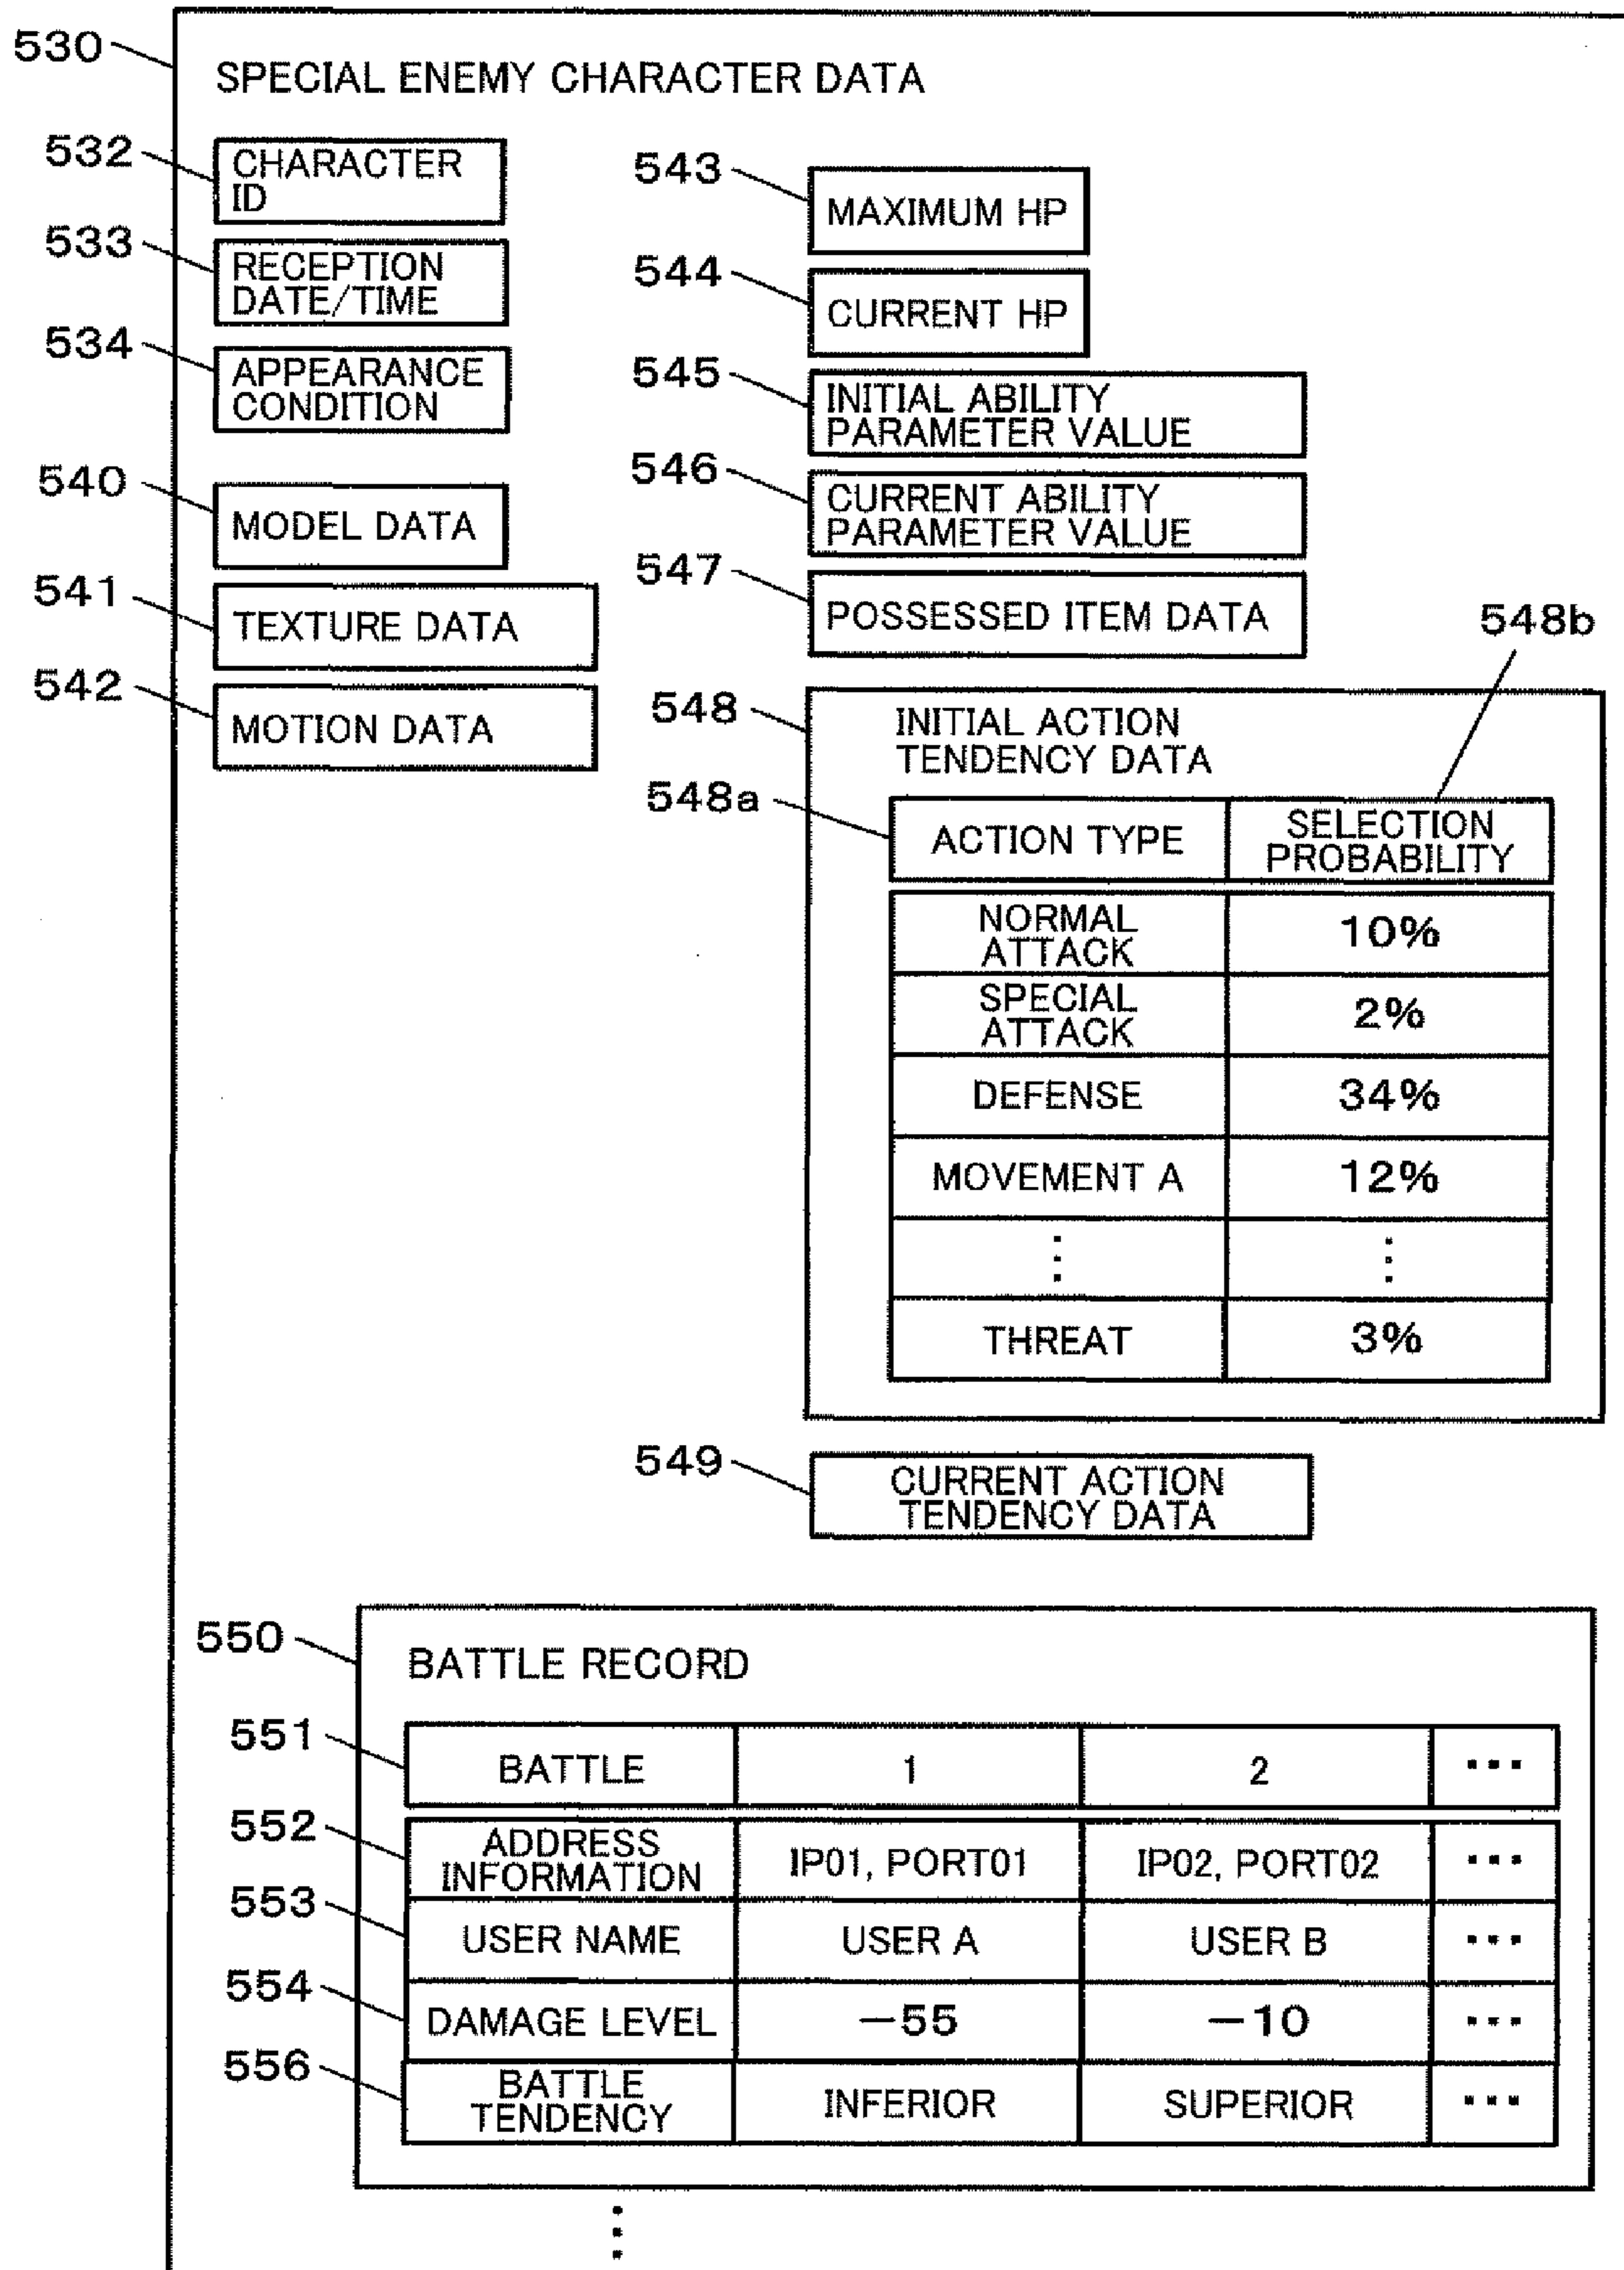 530
SPECIAL ENEMY CHARACTER DATA
532
CHARACTER
ID
533
RECEPTION
DATE/TIME
534
APPEARANCE
CONDITION
540
MODEL DATA
541
TEXTURE DATA
542
MOTION DATA
543
MAXIMUM HP
544
CURRENT HP
545
INITIAL ABILITY
PARAMETER VALUE
546
CURRENT ABILITY
PARAMETER VALUE
547
POSSESSED ITEM DATA
548
INITIAL ACTION
TENDENCY DATA
548a
548b
ACTION TYPE SELECTION
PROBABILITY
NORMAL
ATTACK 10%
SPECIAL
ATTACK 2%
DEFENSE 34%
MOVEMENT A 12%
⋮ ⋮
THREAT 3%
549
CURRENT ACTION
TENDENCY DATA
550
BATTLE RECORD
551
BATTLE 1 2 ...
552
ADDRESS
INFORMATION IP01, PORT01 IP02, PORT02 ...
553
USER NAME USER A USER B ...
554
DAMAGE LEVEL −55 −10 ...
556
BATTLE
TENDENCY INFERIOR SUPERIOR ...
⋮